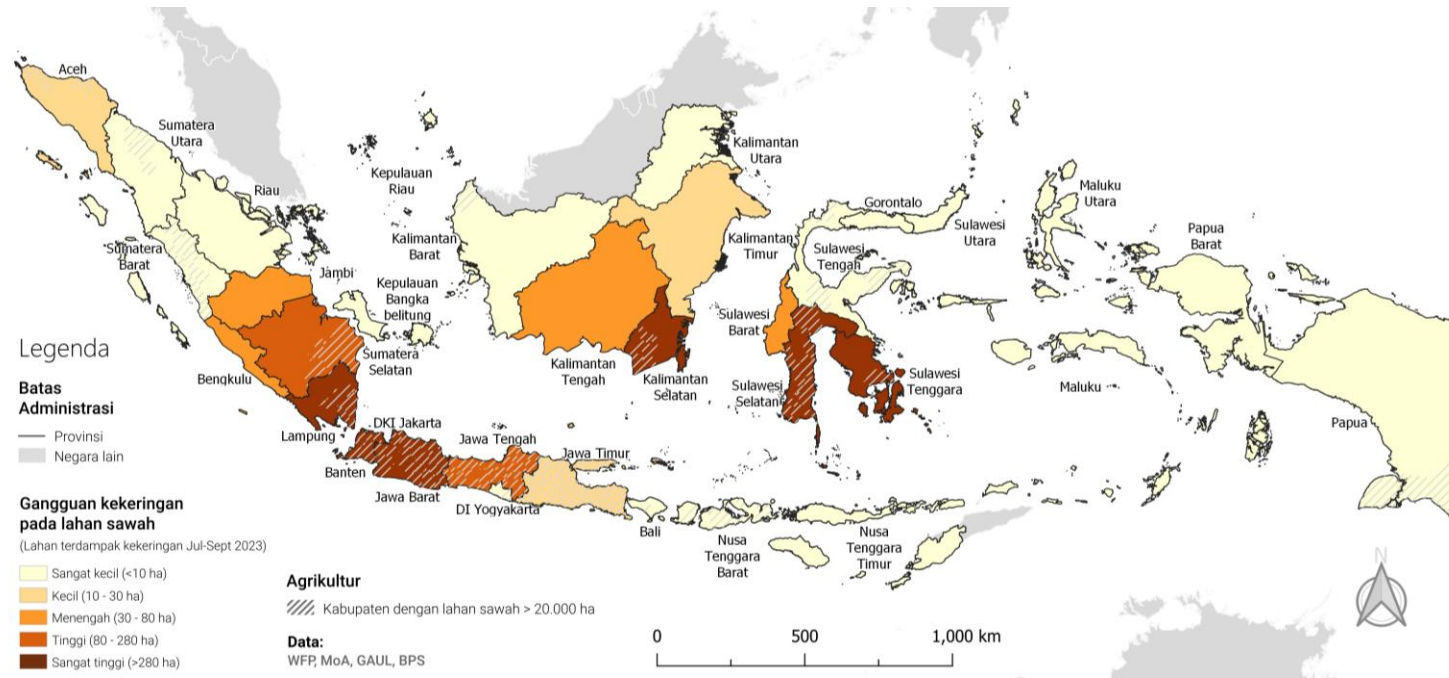 Aceh
Sumatera
Utara
Riau
Kepulauan
Riau
Sumatera
Barat
Jambi
Kepulauan
Bangka
belitung
Bengkulu
Sumatera
Selatan
Lampung
DKI Jakarta
Banten
Jawa Barat
Jawa Tengah
DI Yogyakarta
Jawa Timur
Bali
Nusa
Tenggara
Barat
Nusa
Tenggara
Timur
Kalimantan
Barat
Kalimantan
Tengah
Kalimantan
Selatan
Kalimantan
Timur
Kalimantan
Utara
Gorontalo
Sulawesi
Utara
Sulawesi
Tengah
Sulawesi
Barat
Sulawesi
Selatan
Sulawesi
Tenggara
Maluku
Utara
Maluku
Papua
Barat
Papua
Legenda
Batas
Administrasi
Provinsi
Negara lain
Gangguan kekeringan
pada lahan sawah
(Lahan terdampak kekeringan Jul-Sept 2023)
Sangat kecil (<10 ha)
Kecil (10 - 30 ha)
Menengah (30 - 80 ha)
Tinggi (80 - 280 ha)
Sangat tinggi (>280 ha)
Agrikultur
Kabupaten dengan lahan sawah > 20.000 ha
Data:
WFP, MoA, GAUL, BPS
0 500 1,000 km
N